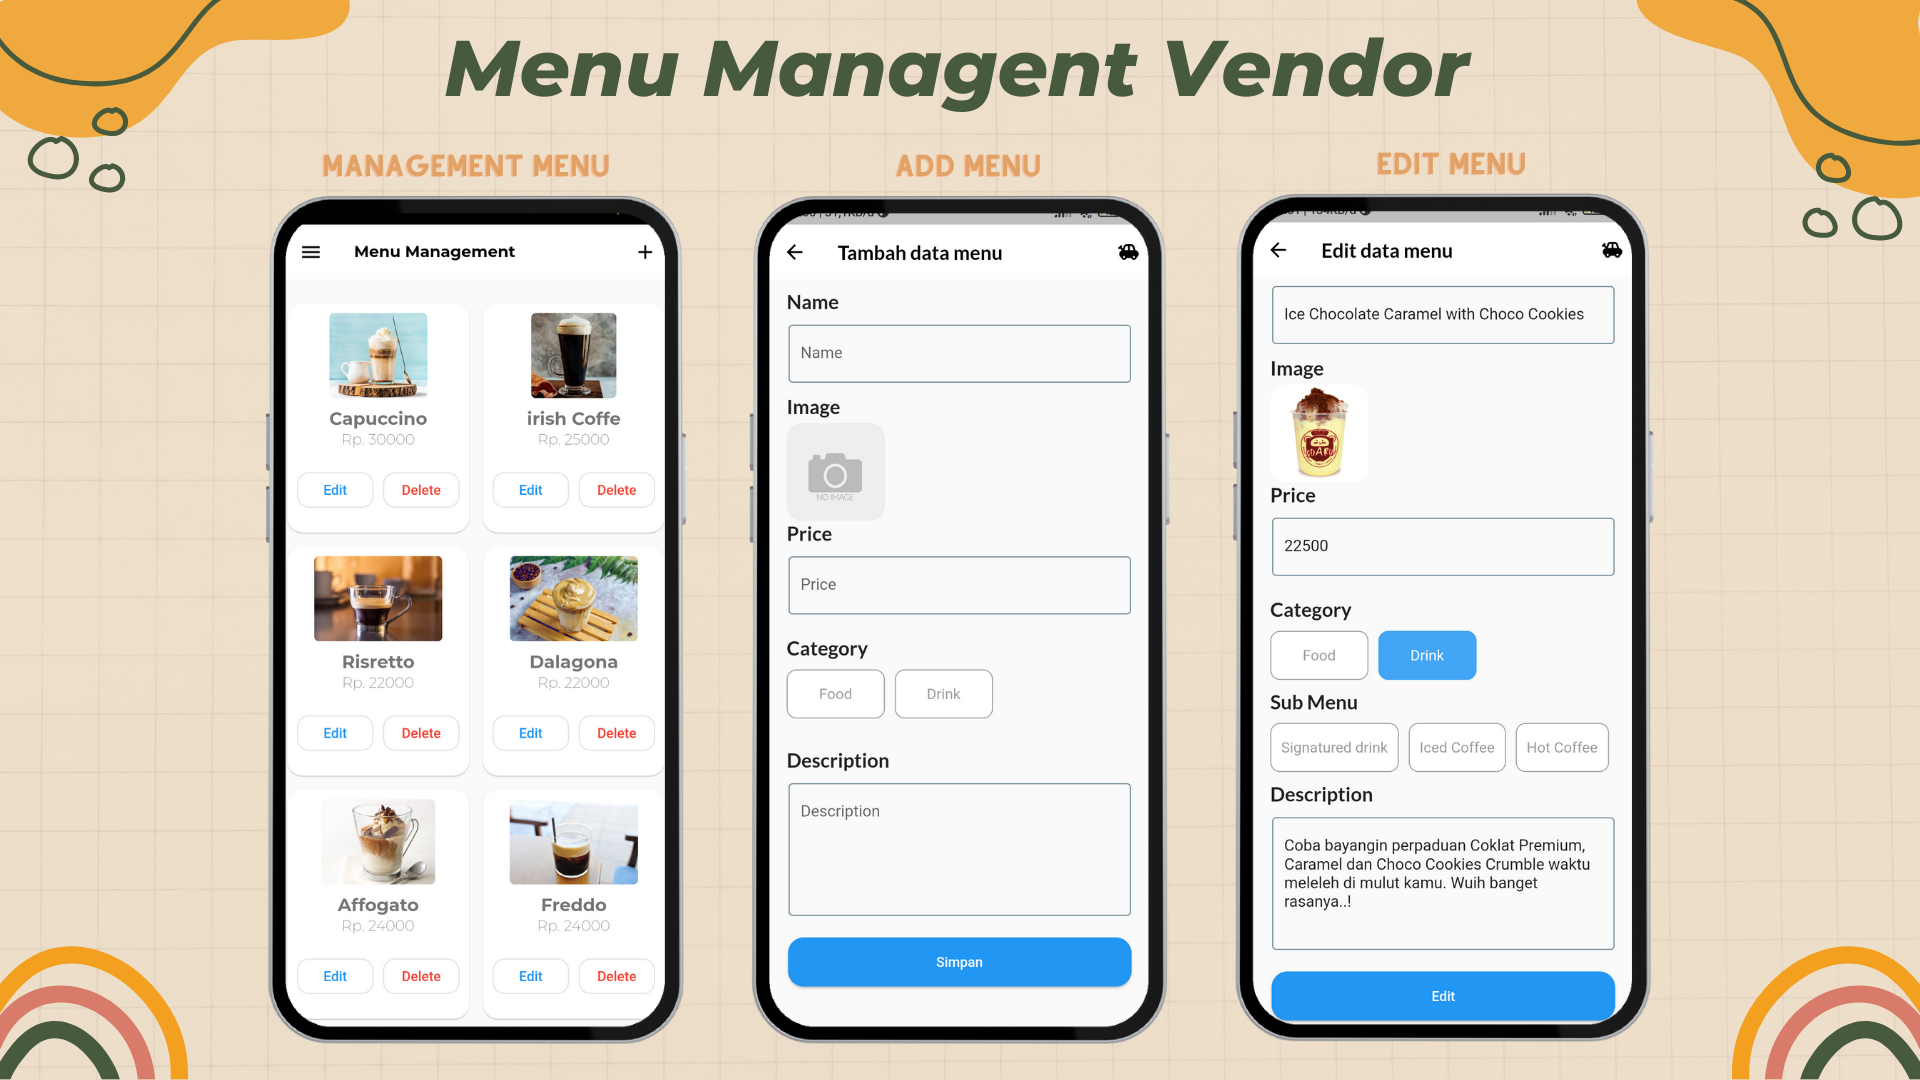 Menu Managent Vendor
MANAGEMENT MENU
Menu Management
Capuccino
Rp. 30000
Edit
Delete
irish Coffe
Rp. 25000
Edit
Delete
Risretto
Rp. 22000
Edit
Delete
Dalagona
Rp. 22000
Edit
Delete
Affogato
Rp. 24000
Edit
Delete
Freddo
Rp. 24000
Edit
Delete
ADD MENU
Tambah data menu
Name
Name
Image
NO IMAGE
Price
Price
Category
Food
Drink
Description
Description
Simpan
EDIT MENU
Edit data menu
Ice Chocolate Caramel with Choco Cookies
Image
Price
22500
Category
Food
Drink
Sub Menu
Signatured drink
Iced Coffee
Hot Coffee
Description
Coba bayangin perpaduan Coklat Premium,
Caramel dan Choco Cookies Crumble waktu
meleleh di mulut kamu. Wuih banget
rasanya..!
Edit